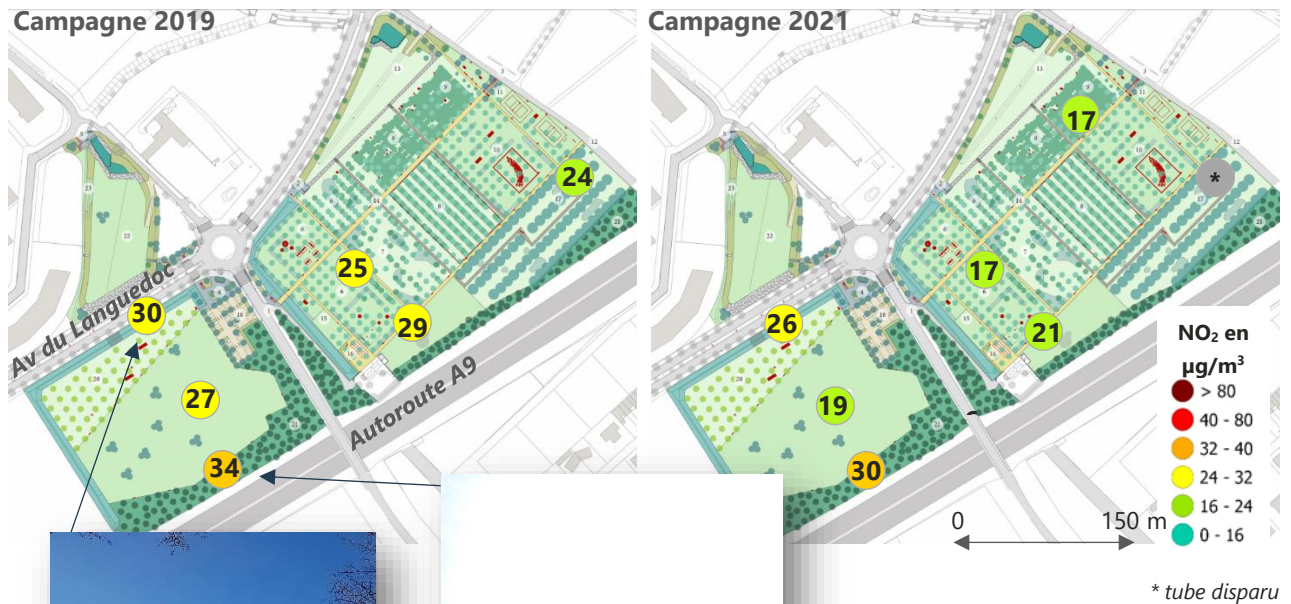 Campagne 2019
Campagne 2021
24
25
29
30
27
34
Av du Languedoc
Autoroute A9
17
*
17
21
26
19
30
NO₂ en
µg/m³
> 80
40 - 80
32 - 40
24 - 32
16 - 24
0 - 16
0 150 m
* tube disparu